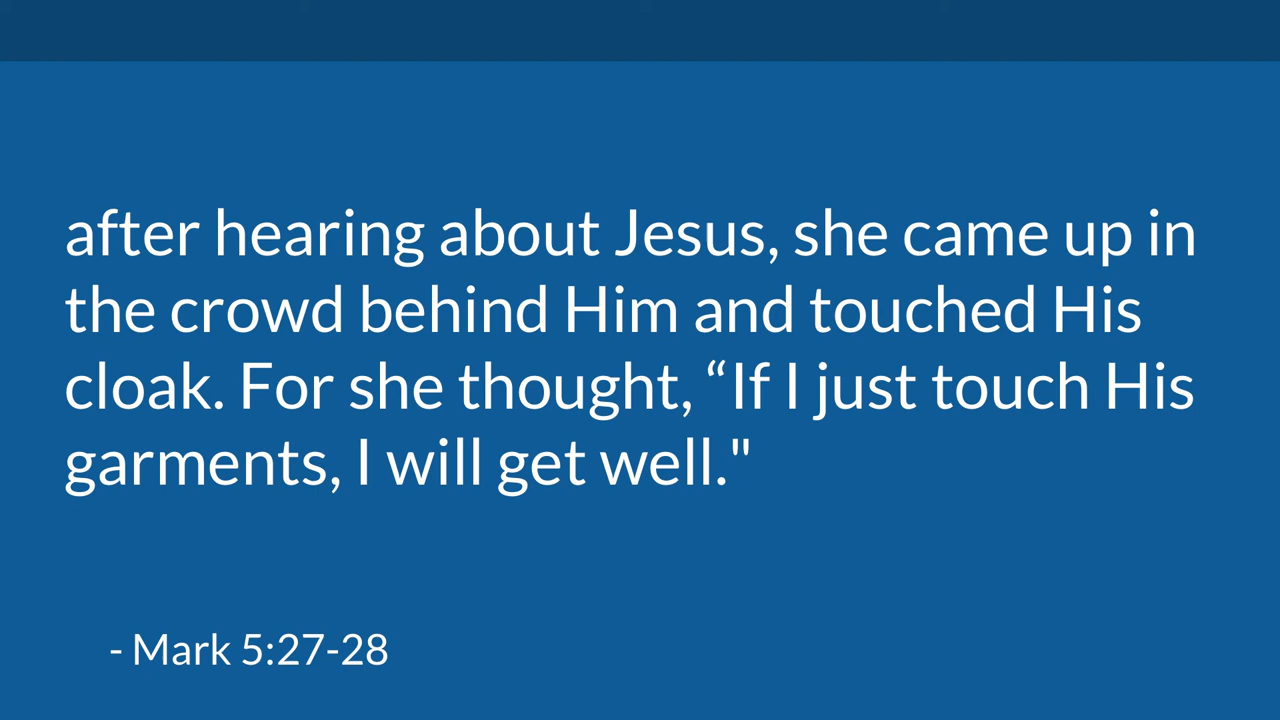 after hearing about Jesus, she came up in
the crowd behind Him and touched His
cloak. For she thought, “If I just touch His
garments, I will get well."
- Mark 5:27-28